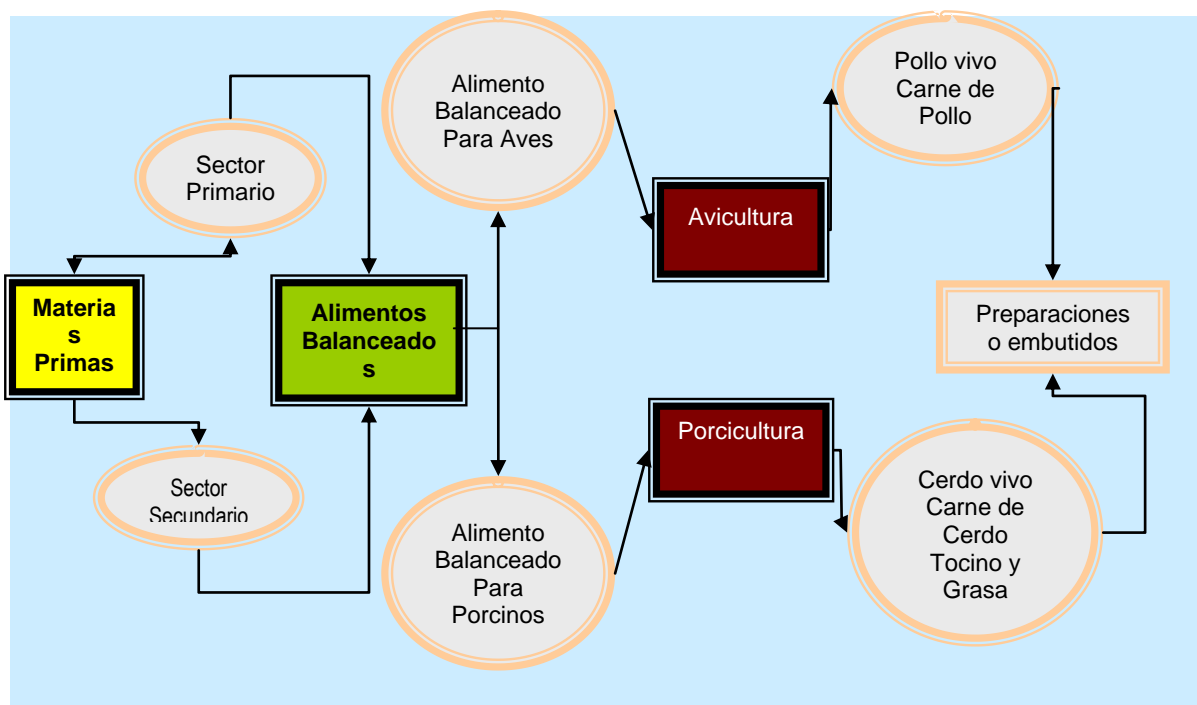 Sector
Primario
Materia
s
Primas
Sector
Secundario
Alimentos
Balanceado
s
Alimento
Balanceado
Para Aves
Alimento
Balanceado
Para
Porcinos
Avicultura
Porcicultura
Pollo vivo
Carne de
Pollo
Cerdo vivo
Carne de
Cerdo
Tocino y
Grasa
Preparaciones
o embutidos